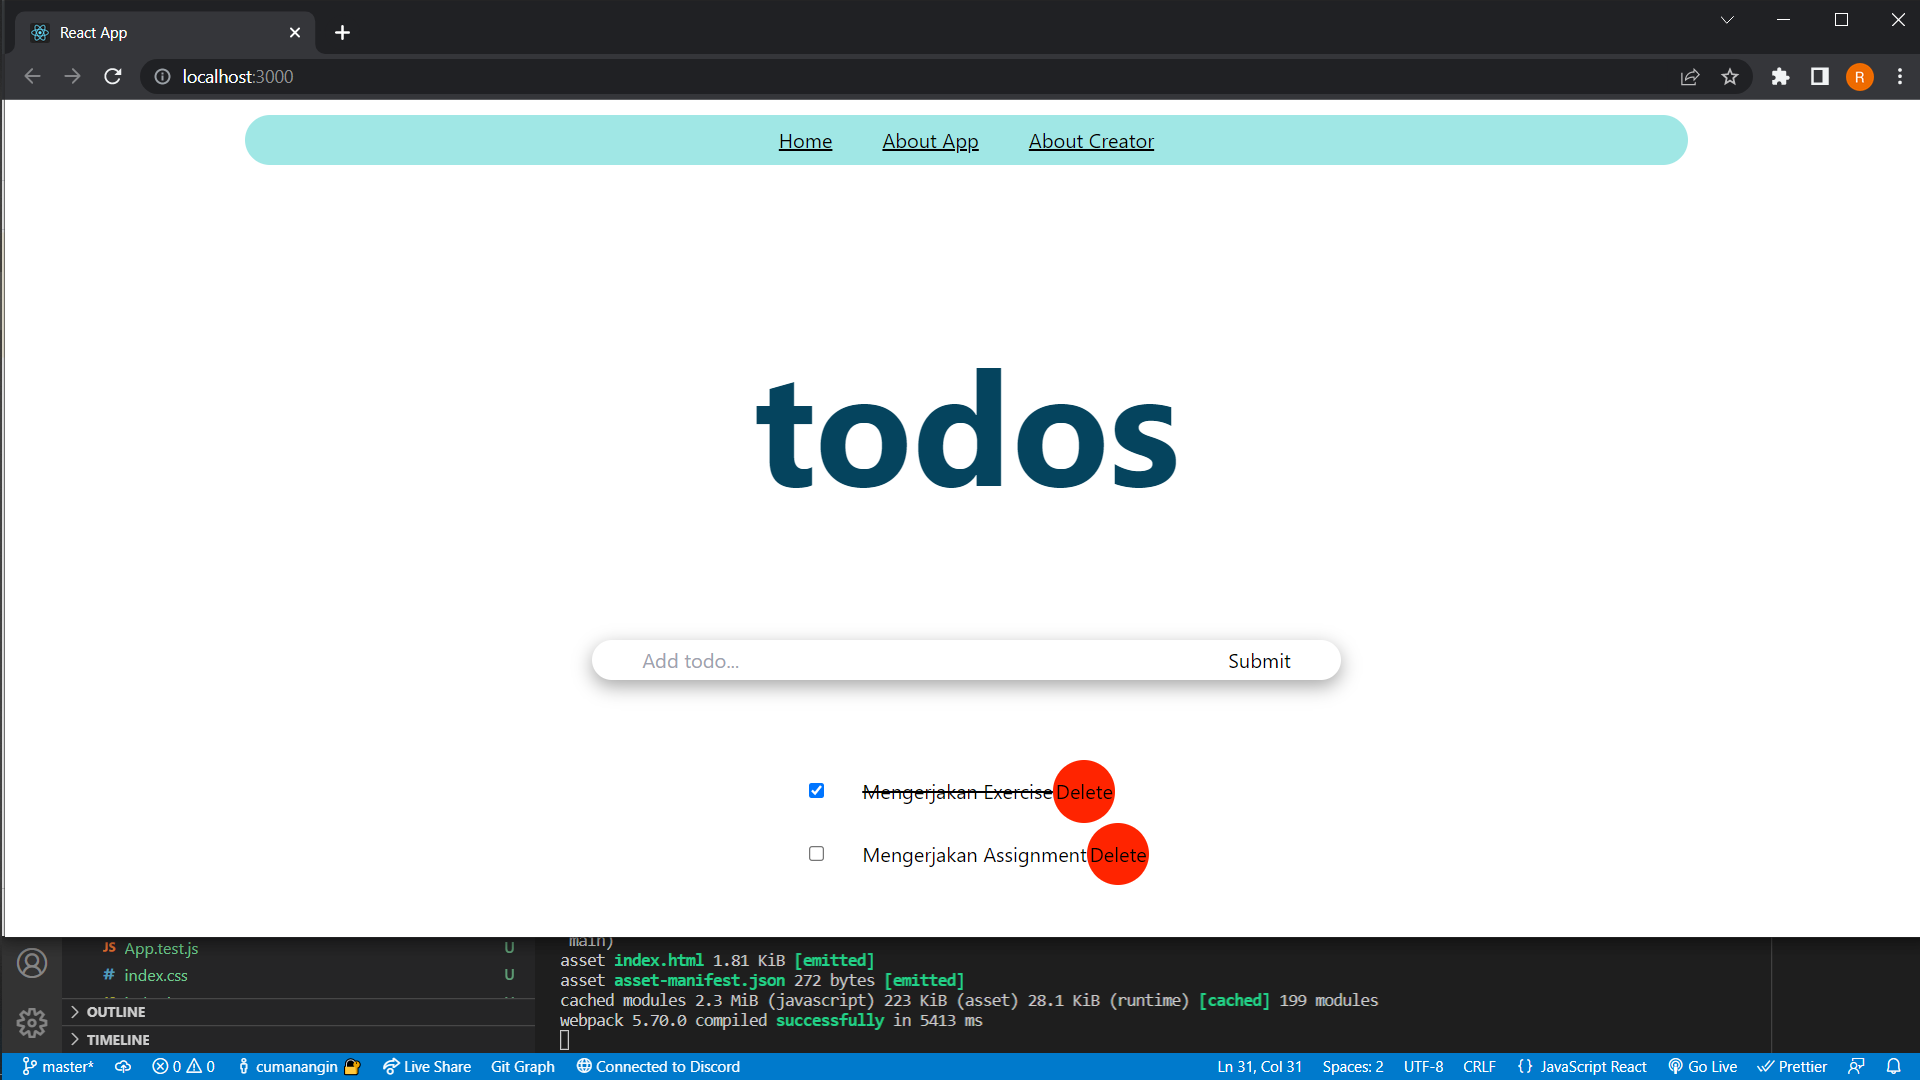 React App
localhost:3000
R
Home About App About Creator
todos
Add todo... Submit
Mengerjakan Exercise Delete
Mengerjakan Assignment Delete
main)
JS App.test.js U
# index.css U
OUTLINE
TIMELINE
asset index.html 1.81 KiB [emitted]
asset asset-manifest.json 272 bytes [emitted]
cached modules 2.3 MiB (javascript) 223 KiB (asset) 28.1 KiB (runtime) [cached] 199 modules
webpack 5.70.0 compiled successfully in 5413 ms
master* 0 0 cumanangin Live Share Git Graph Connected to Discord Ln 31, Col 31 Spaces: 2 UTF-8 CRLF {} JavaScript React Go Live Prettier